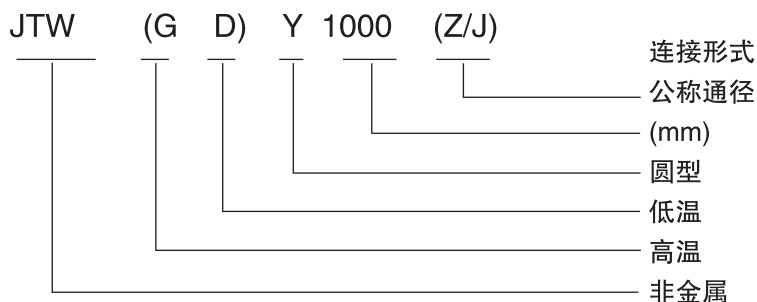 JTW (G D) Y 1000 (Z/J)
连接形式
公称通径
(mm)
圆型
低温
高温
非金属